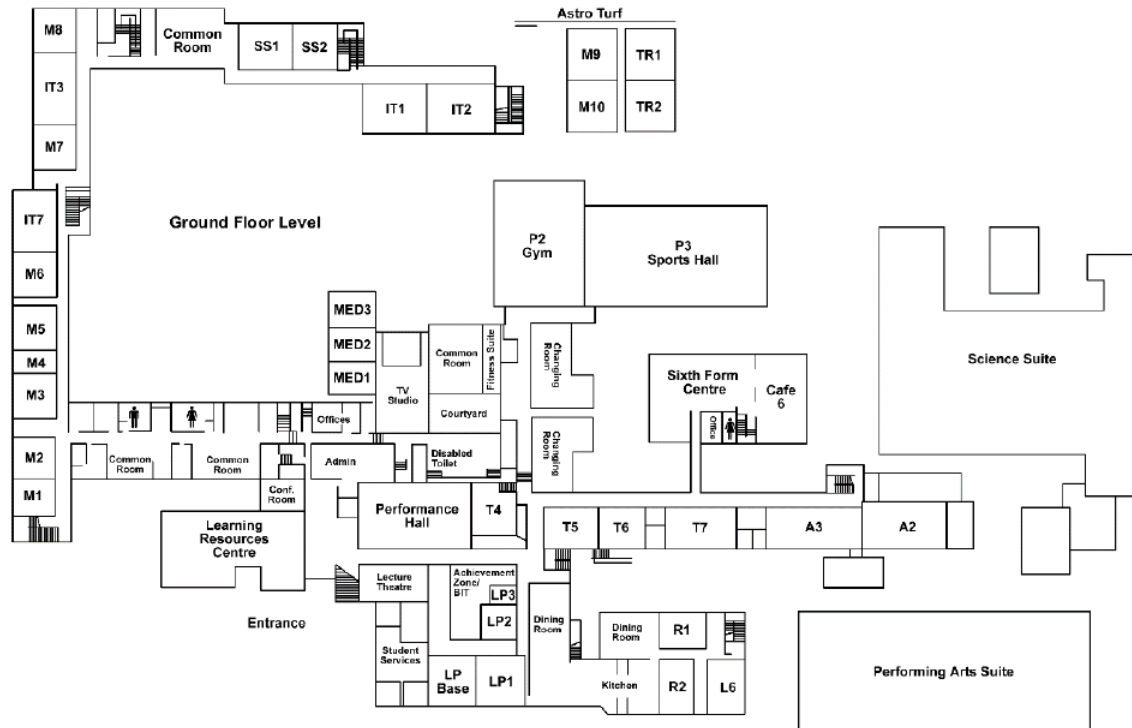 Astro Turf
M8
Common
Room
SS1
SS2
M9
TR1
IT3
IT1
IT2
M10
TR2
M7
IT7
Ground Floor Level
P2
Gym
P3
Sports Hall
M6
MED3
M5
MED2
Common
Room
Fitness Suite
Changing
Room
Science Suite
M4
MED1
Sixth Form
Centre
Cafe
6
M3
TV
Studio
Courtyard
Offices
Office
M2
Common
Room
Common
Room
Admin
Disabled
Toilet
Changing
Room
M1
Conf.
Room
Performance
Hall
T4
T5
T6
T7
A3
A2
Learning
Resources
Centre
Lecture
Theatre
Achievement
Zone/
BIT
LP3
LP2
Entrance
Dining
Room
Dining
Room
R1
Student
Services
LP
Base
LP1
Kitchen
R2
L6
Performing Arts Suite